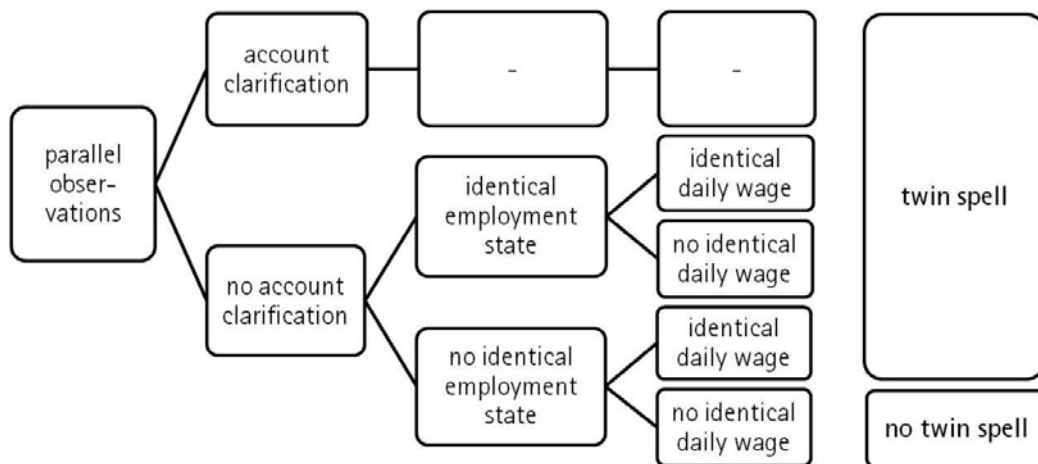 parallel
obser-
vations
account
clarification
-
-
no account
clarification
identical
employment
state
identical
daily wage
no identical
daily wage
no identical
employment
state
identical
daily wage
no identical
daily wage
twin spell
no twin spell